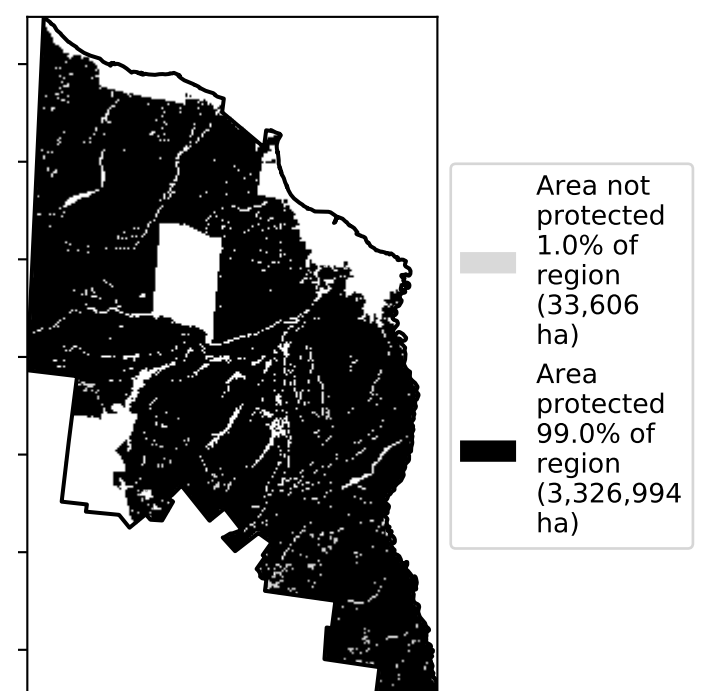 Area not
protected
1.0% of
region
(33,606
ha)
Area
protected
99.0% of
region
(3,326,994
ha)